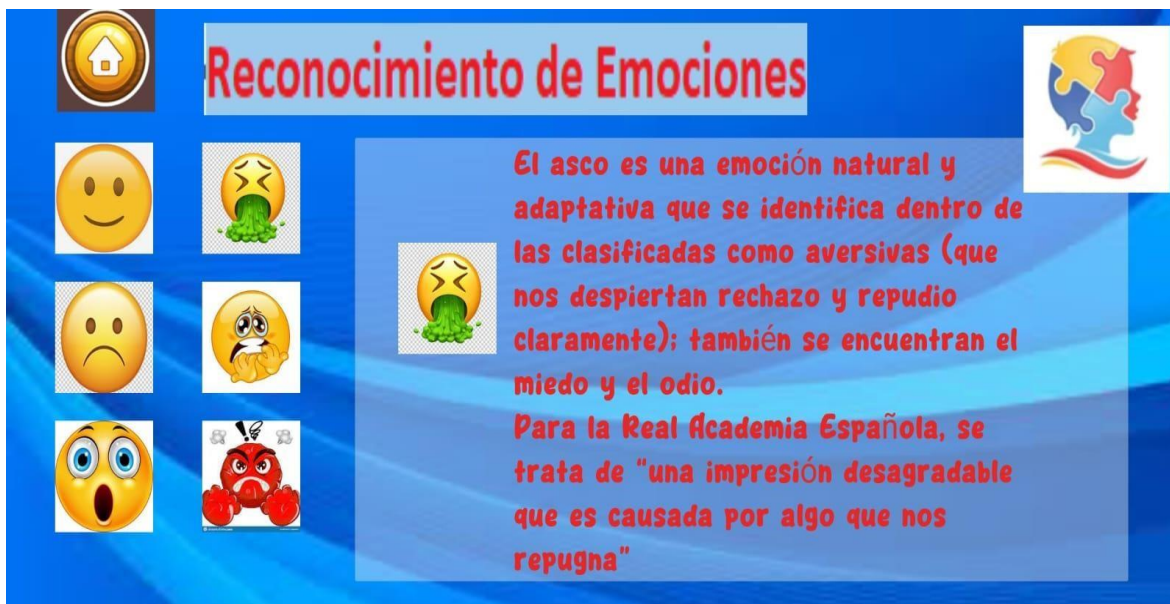 Reconocimiento de Emociones
El asco es una emoción natural y
adaptativa que se identifica dentro de
las clasificadas como aversivas (que
nos despiertan rechazo y repudio
claramente); también se encuentran el
miedo y el odio.
Para la Real Academia Española, se
trata de "una impresión desagradable
que es causada por algo que nos
repugna"